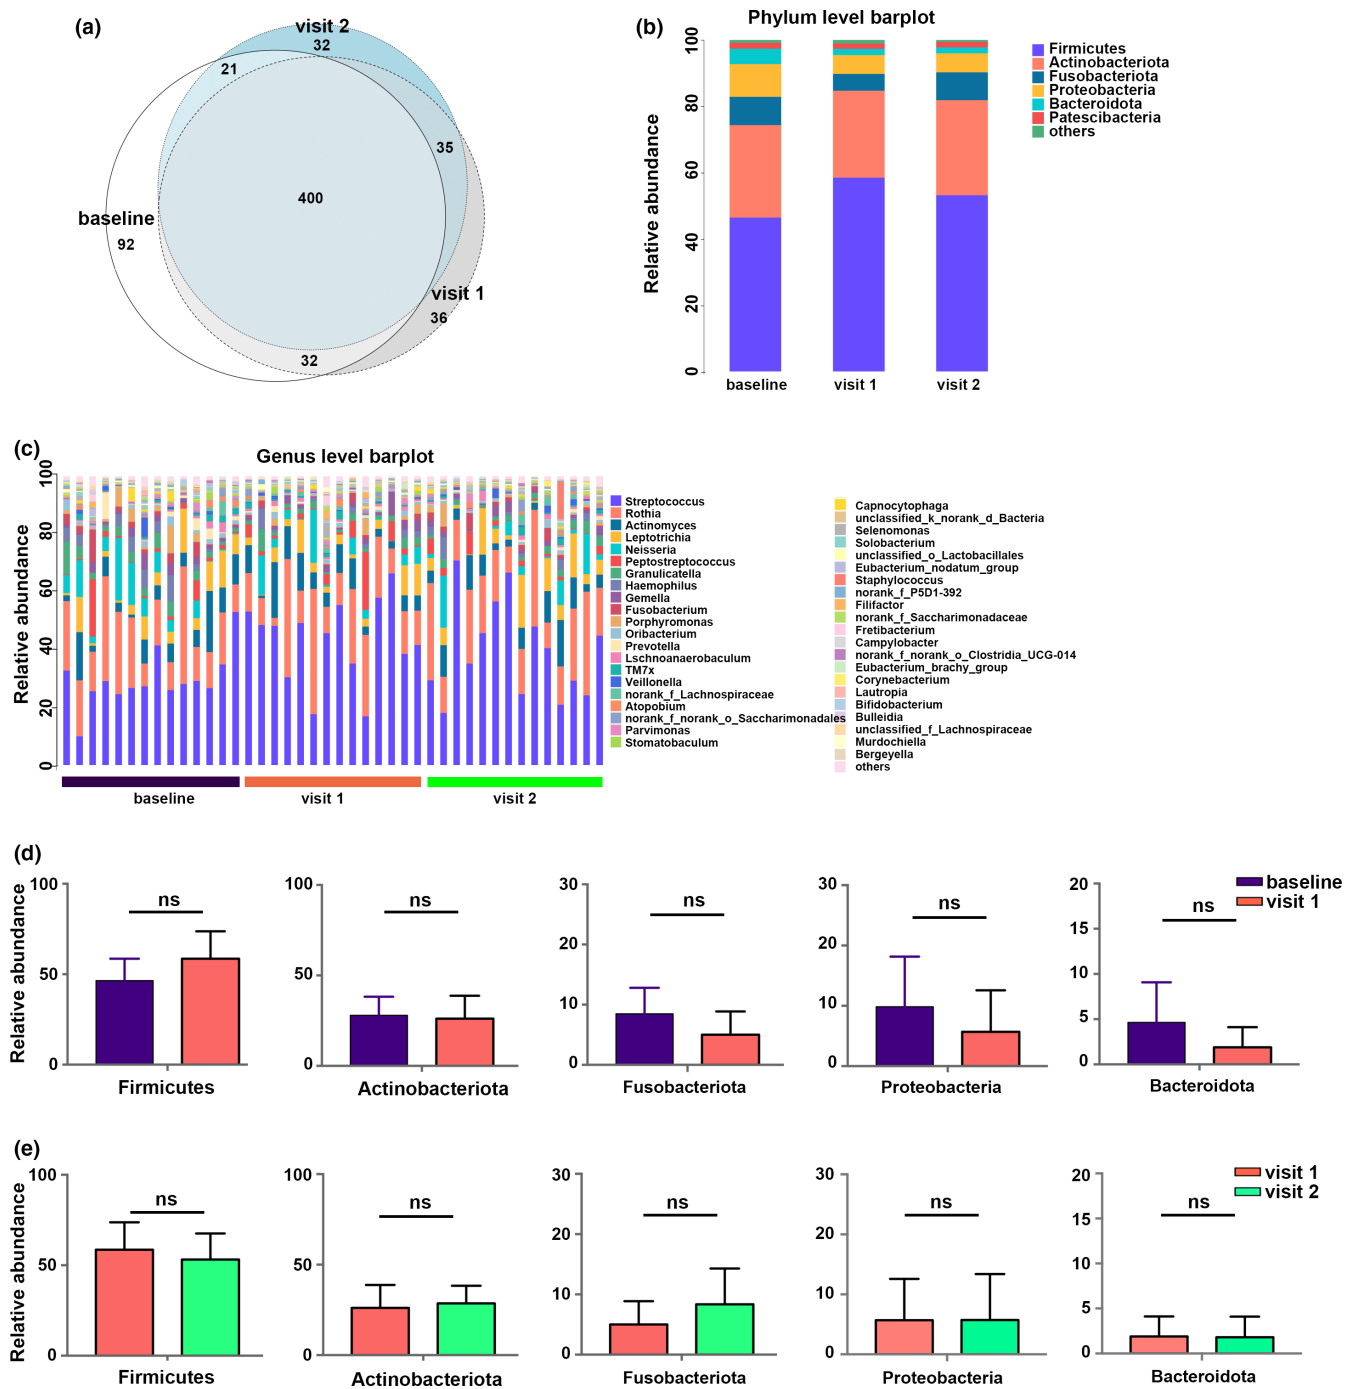 (a)
visit 2
32
21
35
400
baseline
92
visit 1
36
32
(b)
Phylum level barplot
Relative abundance
100
80
60
40
20
0
baseline
visit 1
visit 2
Firmicutes
Actinobacteriota
Fusobacteriota
Proteobacteria
Bacteroidota
Patescibacteria
others
(c)
Genus level barplot
Relative abundance
100
80
60
40
20
0
baseline
visit 1
visit 2
Streptococcus
Rothia
Actinomyces
Leptotrichia
Neisseria
Peptostreptococcus
Granulicatella
Haemophilus
Gemella
Fusobacterium
Porphyromonas
Oribacterium
Prevotella
Lschnoanaerobaculum
TM7x
Veillonella
norank_f_Lachnospiraceae
Atopobium
norank_f_norank_o_Saccharimonadales
Parvimonas
Stomatobaculum
Capnocytophaga
unclassified_k_norank_d_Bacteria
Selenomonas
Solobacterium
unclassified_o_Lactobacillales
Eubacterium_nodatum_group
Staphylococcus
norank_f_P5D1-392
Filifactor
norank_f_Saccharimonadaceae
Fretibacterium
Campylobacter
norank_f_norank_o_Clostridia_UCG-014
Eubacterium_brachy_group
Corynebacterium
Lautropia
Bifidobacterium
Bulleidia
unclassified_f_Lachnospiraceae
Murdochiella
Bergeyella
others
(d)
Relative abundance
100
50
0
ns
Firmicutes
100
50
0
ns
Actinobacteriota
30
20
10
0
ns
Fusobacteriota
30
20
10
0
ns
Proteobacteria
20
15
10
5
0
ns
Bacteroidota
baseline
visit 1
(e)
Relative abundance
100
50
0
ns
Firmicutes
100
50
0
ns
Actinobacteriota
30
20
10
0
ns
Fusobacteriota
30
20
10
0
ns
Proteobacteria
20
15
10
5
0
ns
Bacteroidota
visit 1
visit 2